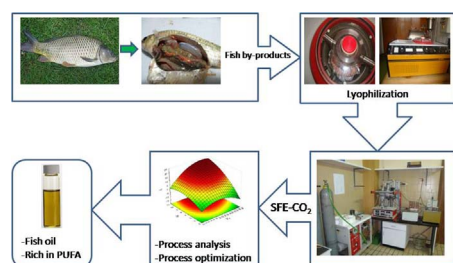 Fish by-products
Lyophilization
SFE-CO₂
-Process analysis
-Process optimization
-Fish oil
-Rich in PUFA